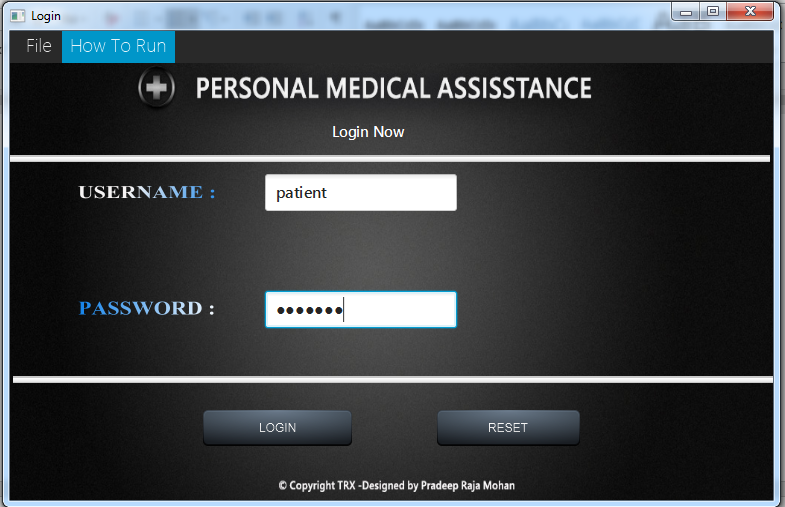 Login
File How To Run
PERSONAL MEDICAL ASSISSTANCE
Login Now
USERNAME : patient
PASSWORD : •••••••
LOGIN RESET
© Copyright TRX -Designed by Pradeep Raja Mohan